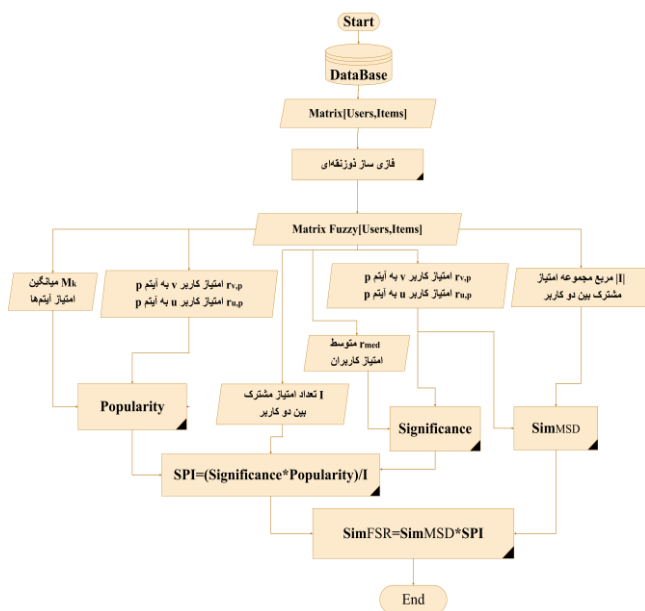 Start
DataBase
Matrix[Users,Items]
فازی ساز ذوزنقه‌ای
Matrix Fuzzy[Users,Items]
Mk میانگین
امتیاز آیتم‌ها
rv,p امتیاز کاربر v به آیتم p
ru,p امتیاز کاربر u به آیتم p
rv,p امتیاز کاربر v به آیتم p
ru,p امتیاز کاربر u به آیتم p
|I| مربع مجموعه امتیاز
مشترک بین دو کاربر
rmed متوسط
امتیاز کاربران
I تعداد امتیاز مشترک
بین دو کاربر
Popularity
Significance
SimMSD
SPI=(Significance*Popularity)/I
SimFSR=SimMSD*SPI
End